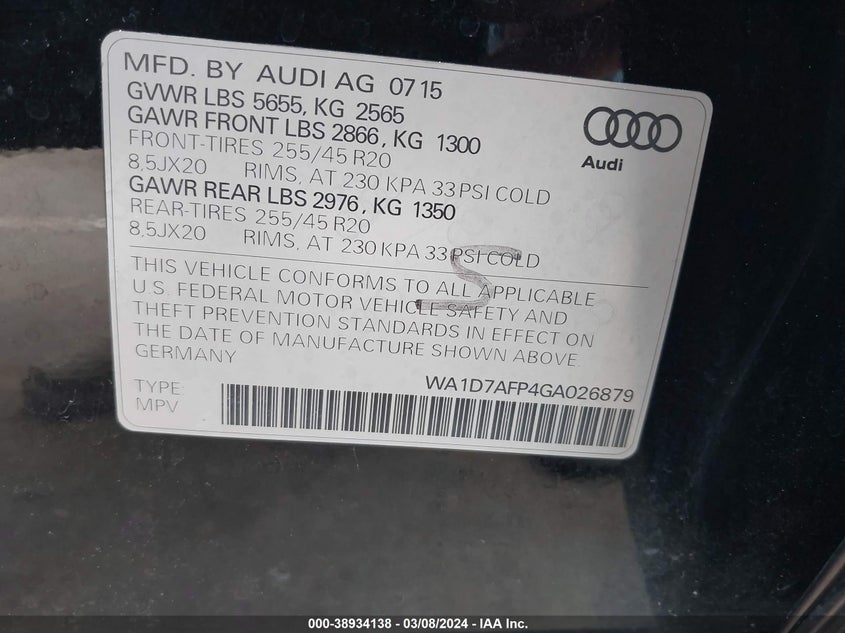 MFD. BY AUDI AG 0715
GVWR LBS 5655, KG 2565
GAWR FRONT LBS 2866, KG 1300
FRONT-TIRES 255/45 R20
8,5JX20 RIMS, AT 230 KPA 33 PSI COLD
GAWR REAR LBS 2976, KG 1350
REAR-TIRES 255/45 R20
8,5JX20 RIMS, AT 230 KPA 33 PSI COLD
Audi
S
THIS VEHICLE CONFORMS TO ALL APPLICABLE
U.S. FEDERAL MOTOR VEHICLE SAFETY AND
THEFT PREVENTION STANDARDS IN EFFECT ON
THE DATE OF MANUFACTURE SHOWN ABOVE.
GERMANY
WA1D7AFP4GA026879
TYPE:
MPV
000-38934138 - 03/08/2024 - IAA Inc.